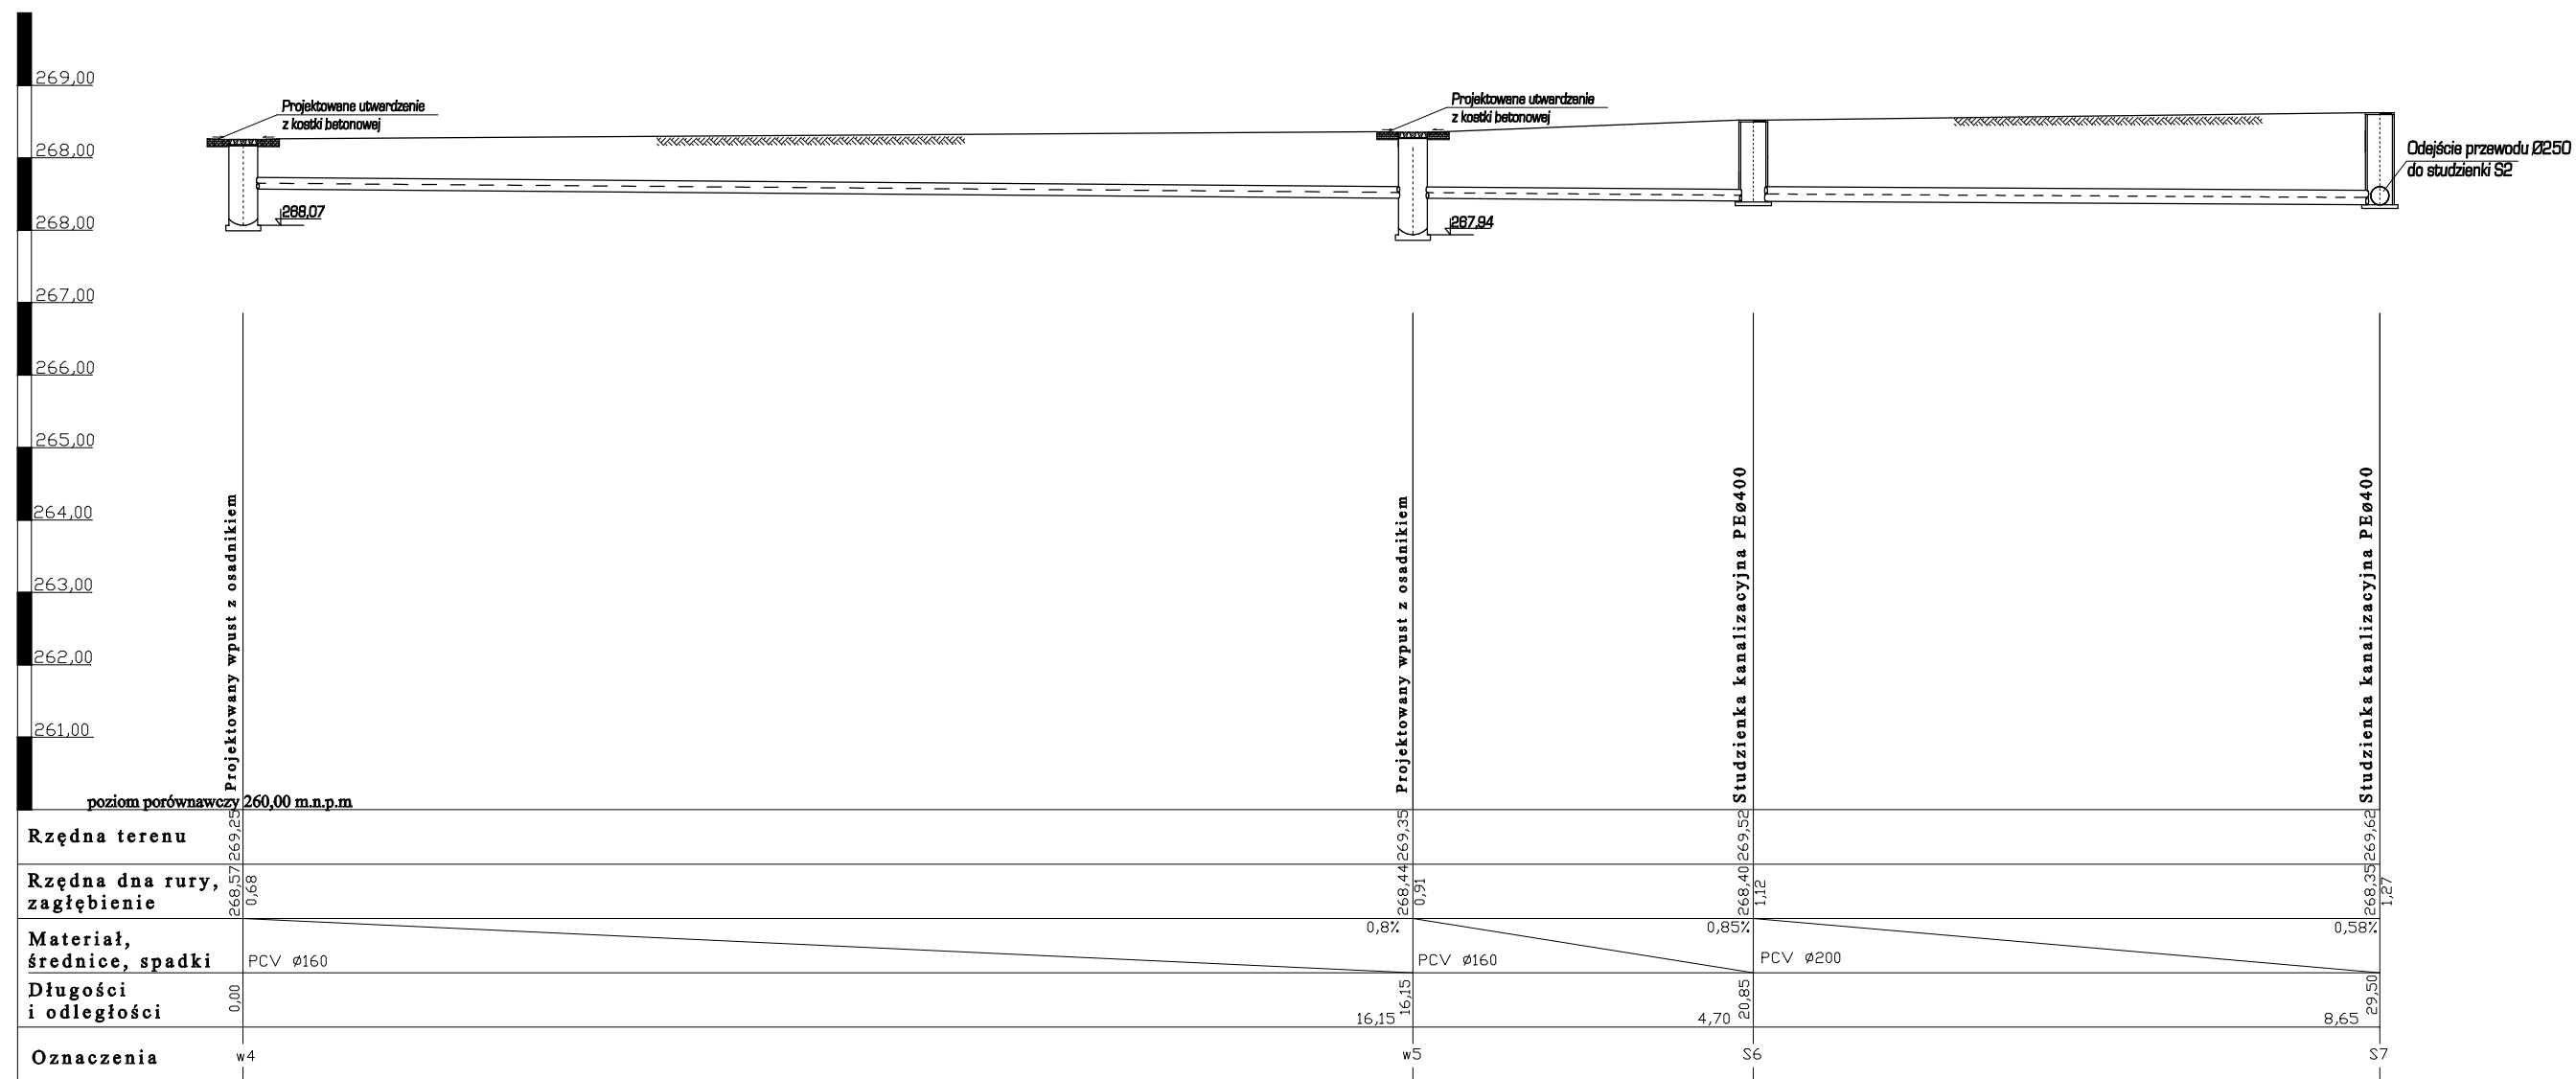 269,00
Projektowane utwardzenie
z kostki betonowej
Projektowane utwardzenie
z kostki betonowej
268,00
Odejście przewodu Ø250
do studzienki S2
268,07
267,94
268,00
267,00
266,00
265,00
264,00
263,00
262,00
261,00
Projektowany wpust z osadnikiem
Projektowany wpust z osadnikiem
Studzienka kanalizacyjna PEø400
Studzienka kanalizacyjna PEø400
poziom porównawczy 260,00 m.n.p.m
Rzędna terenu
269,25
269,35
269,52
269,62
Rzędna dna rury,
zagłębienie
268,57
0,68
268,44
0,91
268,40
1,12
268,35
1,27
Materiał,
średnice, spadki
PCV ø160
0,8%
PCV ø160
0,85%
PCV ø200
0,58%
Długości
i odległości
0,00
16,15
16,15
4,70
20,85
8,65
29,50
Oznaczenia
w4
w5
S6
S7